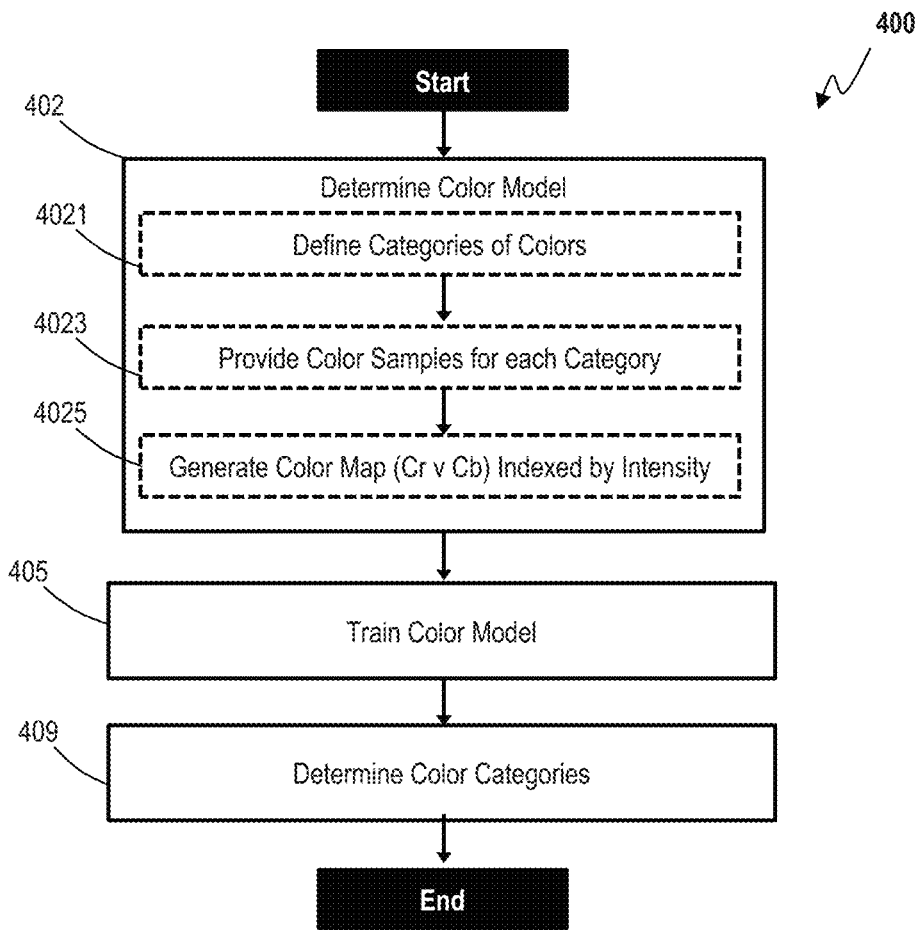 400
Start
402
Determine Color Model
4021
Define Categories of Colors
4023
Provide Color Samples for each Category
4025
Generate Color Map (Cr v Cb) Indexed by Intensity
405
Train Color Model
409
Determine Color Categories
End